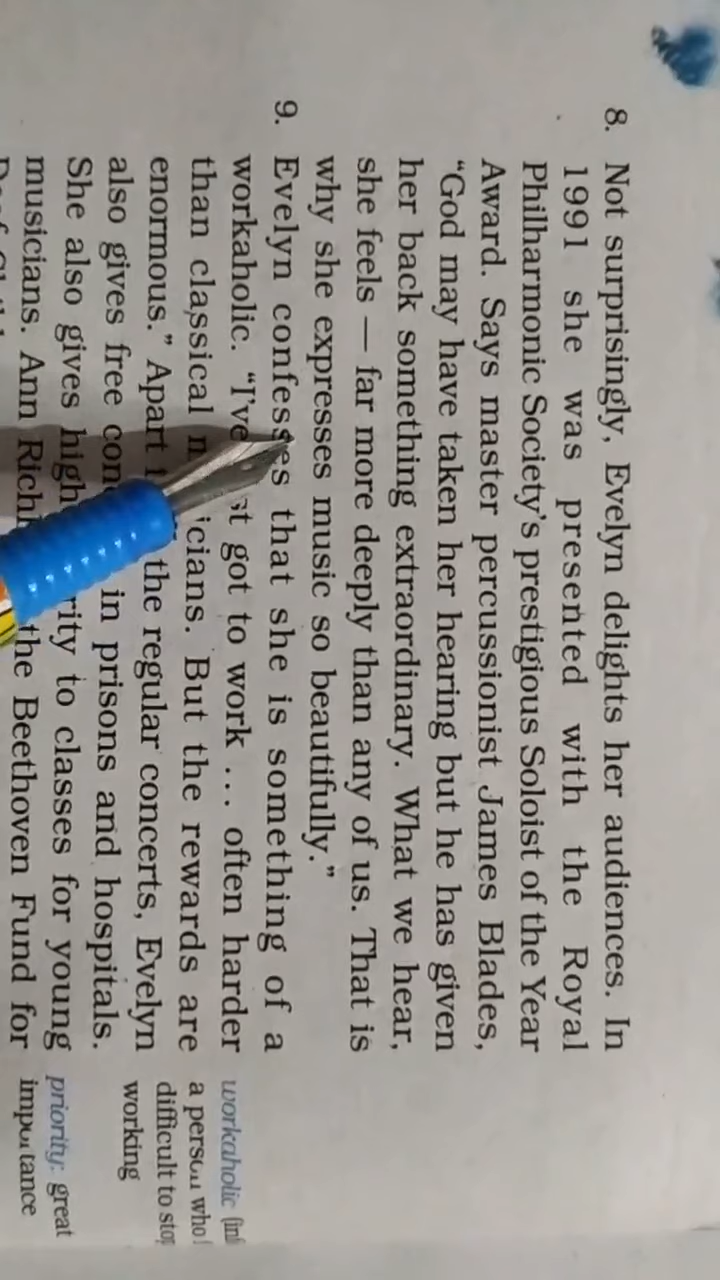 8. Not surprisingly, Evelyn delights her audiences. In
1991 she was presented with the Royal
Philharmonic Society's prestigious Soloist of the Year
Award. Says master percussionist James Blades,
“God may have taken her hearing but he has given
her back something extraordinary. What we hear,
she feels — far more deeply than any of us. That is
why she expresses music so beautifully.”
9. Evelyn confesses that she is something of a
workaholic. “I've got to work ... often harder
than classical But the rewards are
enormous.” Apart the regular concerts, Evelyn
also gives free in prisons and hospitals.
She also gives to classes for young
musicians. Ann the Beethoven Fund for
workaholic
a person who
difficult to stop
working
priority: great
importance